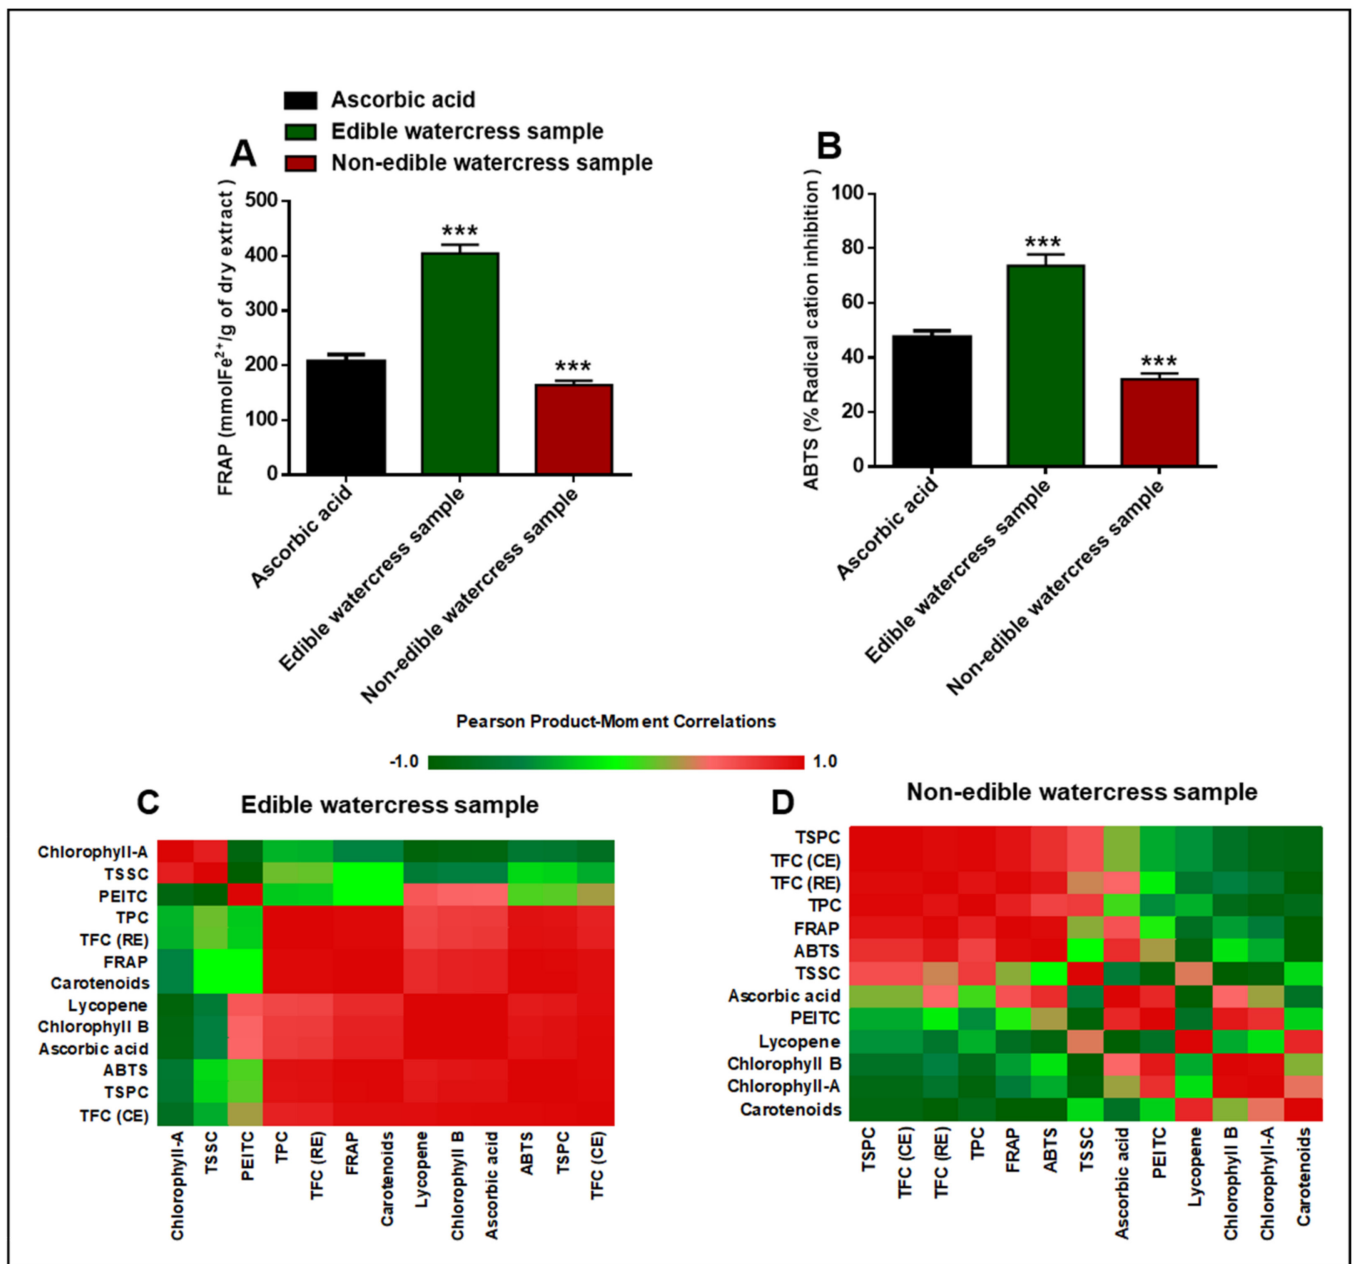 Ascorbic acid
Edible watercress sample
Non-edible watercress sample
A
FRAP (mmolFe²⁺/g of dry extract )
500
400
300
200
100
0
***
***
Ascorbic acid
Edible watercress sample
Non-edible watercress sample
B
ABTS (% Radical cation inhibition )
100
80
60
40
20
0
***
***
Ascorbic acid
Edible watercress sample
Non-edible watercress sample
Pearson Product-Moment Correlations
-1.0
1.0
C
Edible watercress sample
Chlorophyll-A
TSSC
PEITC
TPC
TFC (RE)
FRAP
Carotenoids
Lycopene
Chlorophyll B
Ascorbic acid
ABTS
TSPC
TFC (CE)
Chlorophyll-A
TSSC
PEITC
TPC
TFC (RE)
FRAP
Carotenoids
Lycopene
Chlorophyll B
Ascorbic acid
ABTS
TSPC
TFC (CE)
D
Non-edible watercress sample
TSPC
TFC (CE)
TFC (RE)
TPC
FRAP
ABTS
TSSC
Ascorbic acid
PEITC
Lycopene
Chlorophyll B
Chlorophyll-A
Carotenoids
TSPC
TFC (CE)
TFC (RE)
TPC
FRAP
ABTS
TSSC
Ascorbic acid
PEITC
Lycopene
Chlorophyll B
Chlorophyll-A
Carotenoids